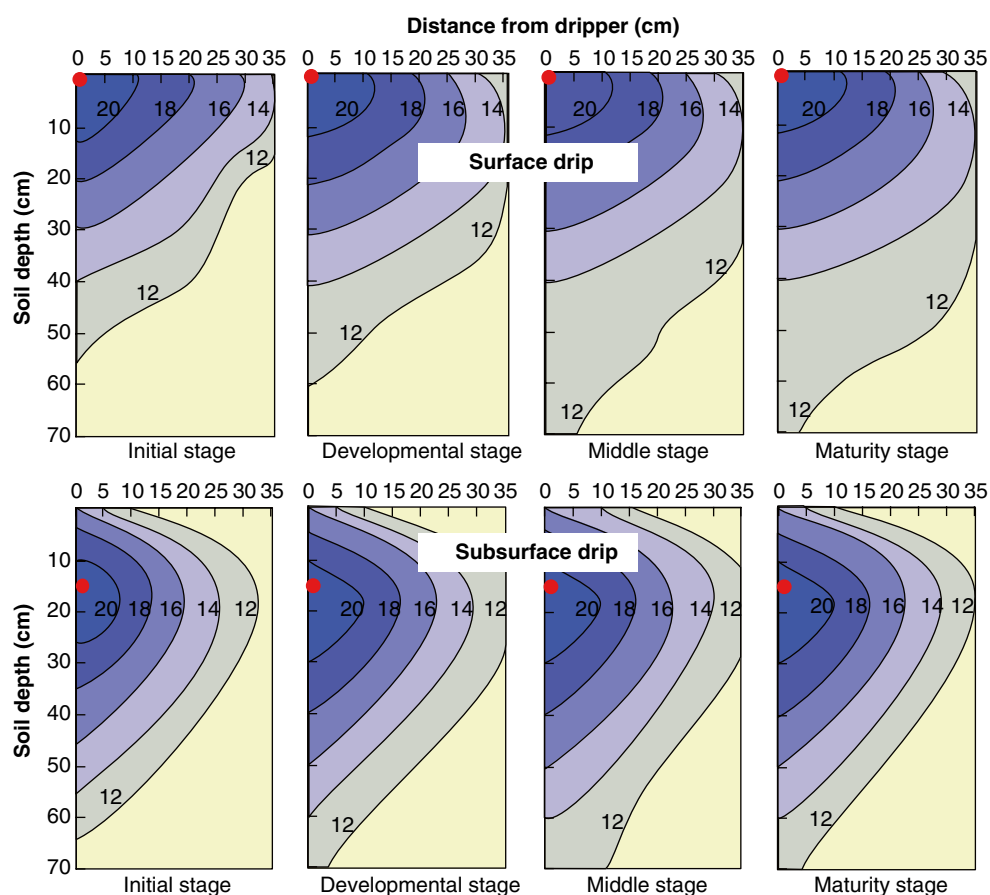 Distance from dripper (cm)
0 5 10 15 20 25 30 35
0 5 10 15 20 25 30 35
0 5 10 15 20 25 30 35
0 5 10 15 20 25 30 35
Soil depth (cm)
10
20
30
40
50
60
70
20 18 16 14
12
12
20 18 16 14
12
12
20 18 16 14
12
12
20 18 16 14
12
12
Surface drip
Initial stage
Developmental stage
Middle stage
Maturity stage
0 5 10 15 20 25 30 35
0 5 10 15 20 25 30 35
0 5 10 15 20 25 30 35
0 5 10 15 20 25 30 35
Soil depth (cm)
10
20
30
40
50
60
70
Subsurface drip
20 18 16 14 12
12
20 18 16 14 12
12
20 18 16 14 12
12
20 18 16 14 12
12
Initial stage
Developmental stage
Middle stage
Maturity stage